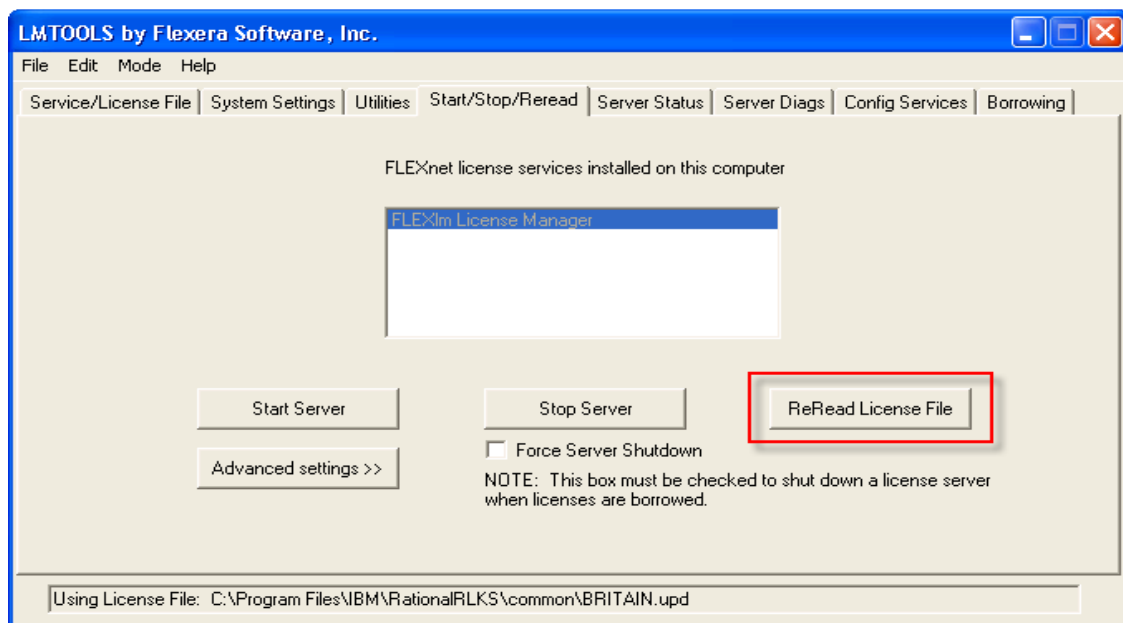 LMTOOLS by Flexera Software, Inc.
File Edit Mode Help
Service/License File System Settings Utilities Start/Stop/Reread Server Status Server Diags Config Services Borrowing
FLEXnet license services installed on this computer
FLEXlm License Manager
Start Server Stop Server ReRead License File
Force Server Shutdown
Advanced settings >>
NOTE: This box must be checked to shut down a license server
when licenses are borrowed.
Using License File: C:\Program Files\IBM\RationalRLKS\common\BRITAIN.upd